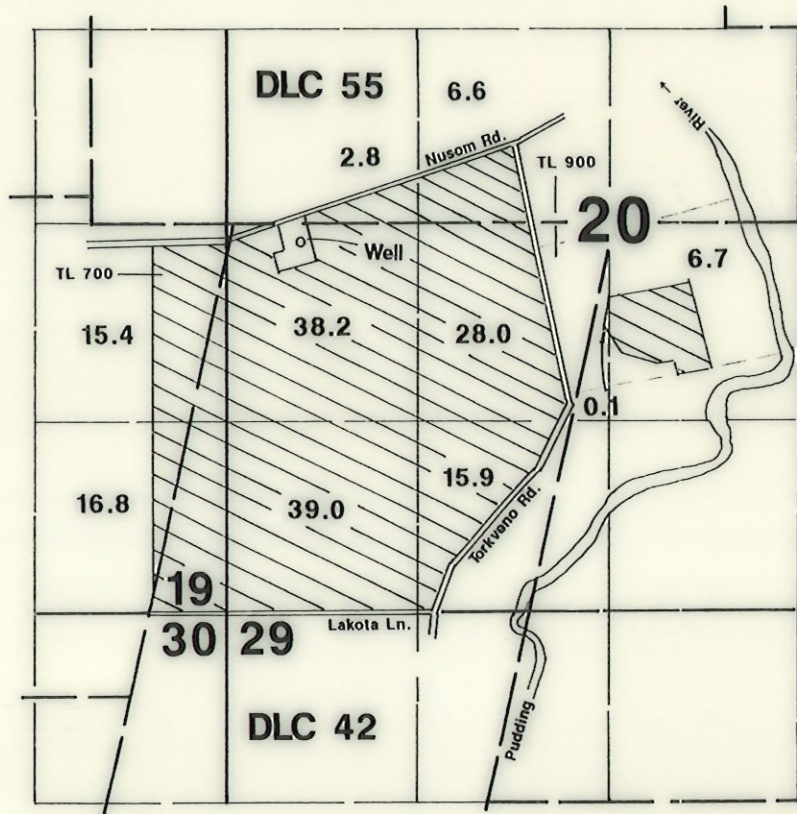 DLC 55
6.6
River
2.8
Nusom Rd.
TL 900
20
Well
6.7
TL 700
15.4
38.2
28.0
0.1
16.8
39.0
15.9
Torkveno Rd.
19
30 29
Lakota Ln.
DLC 42
Pudding